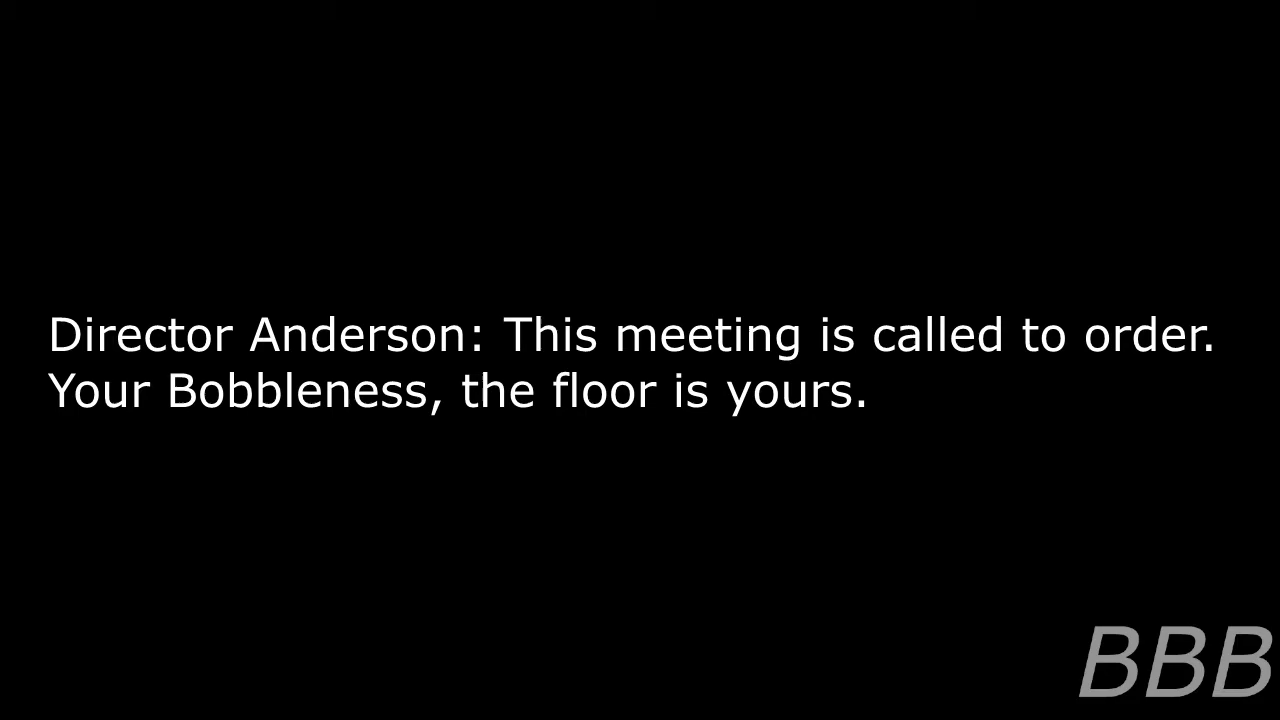 Director Anderson: This meeting is called to order.
Your Bobbleness, the floor is yours.
BBB